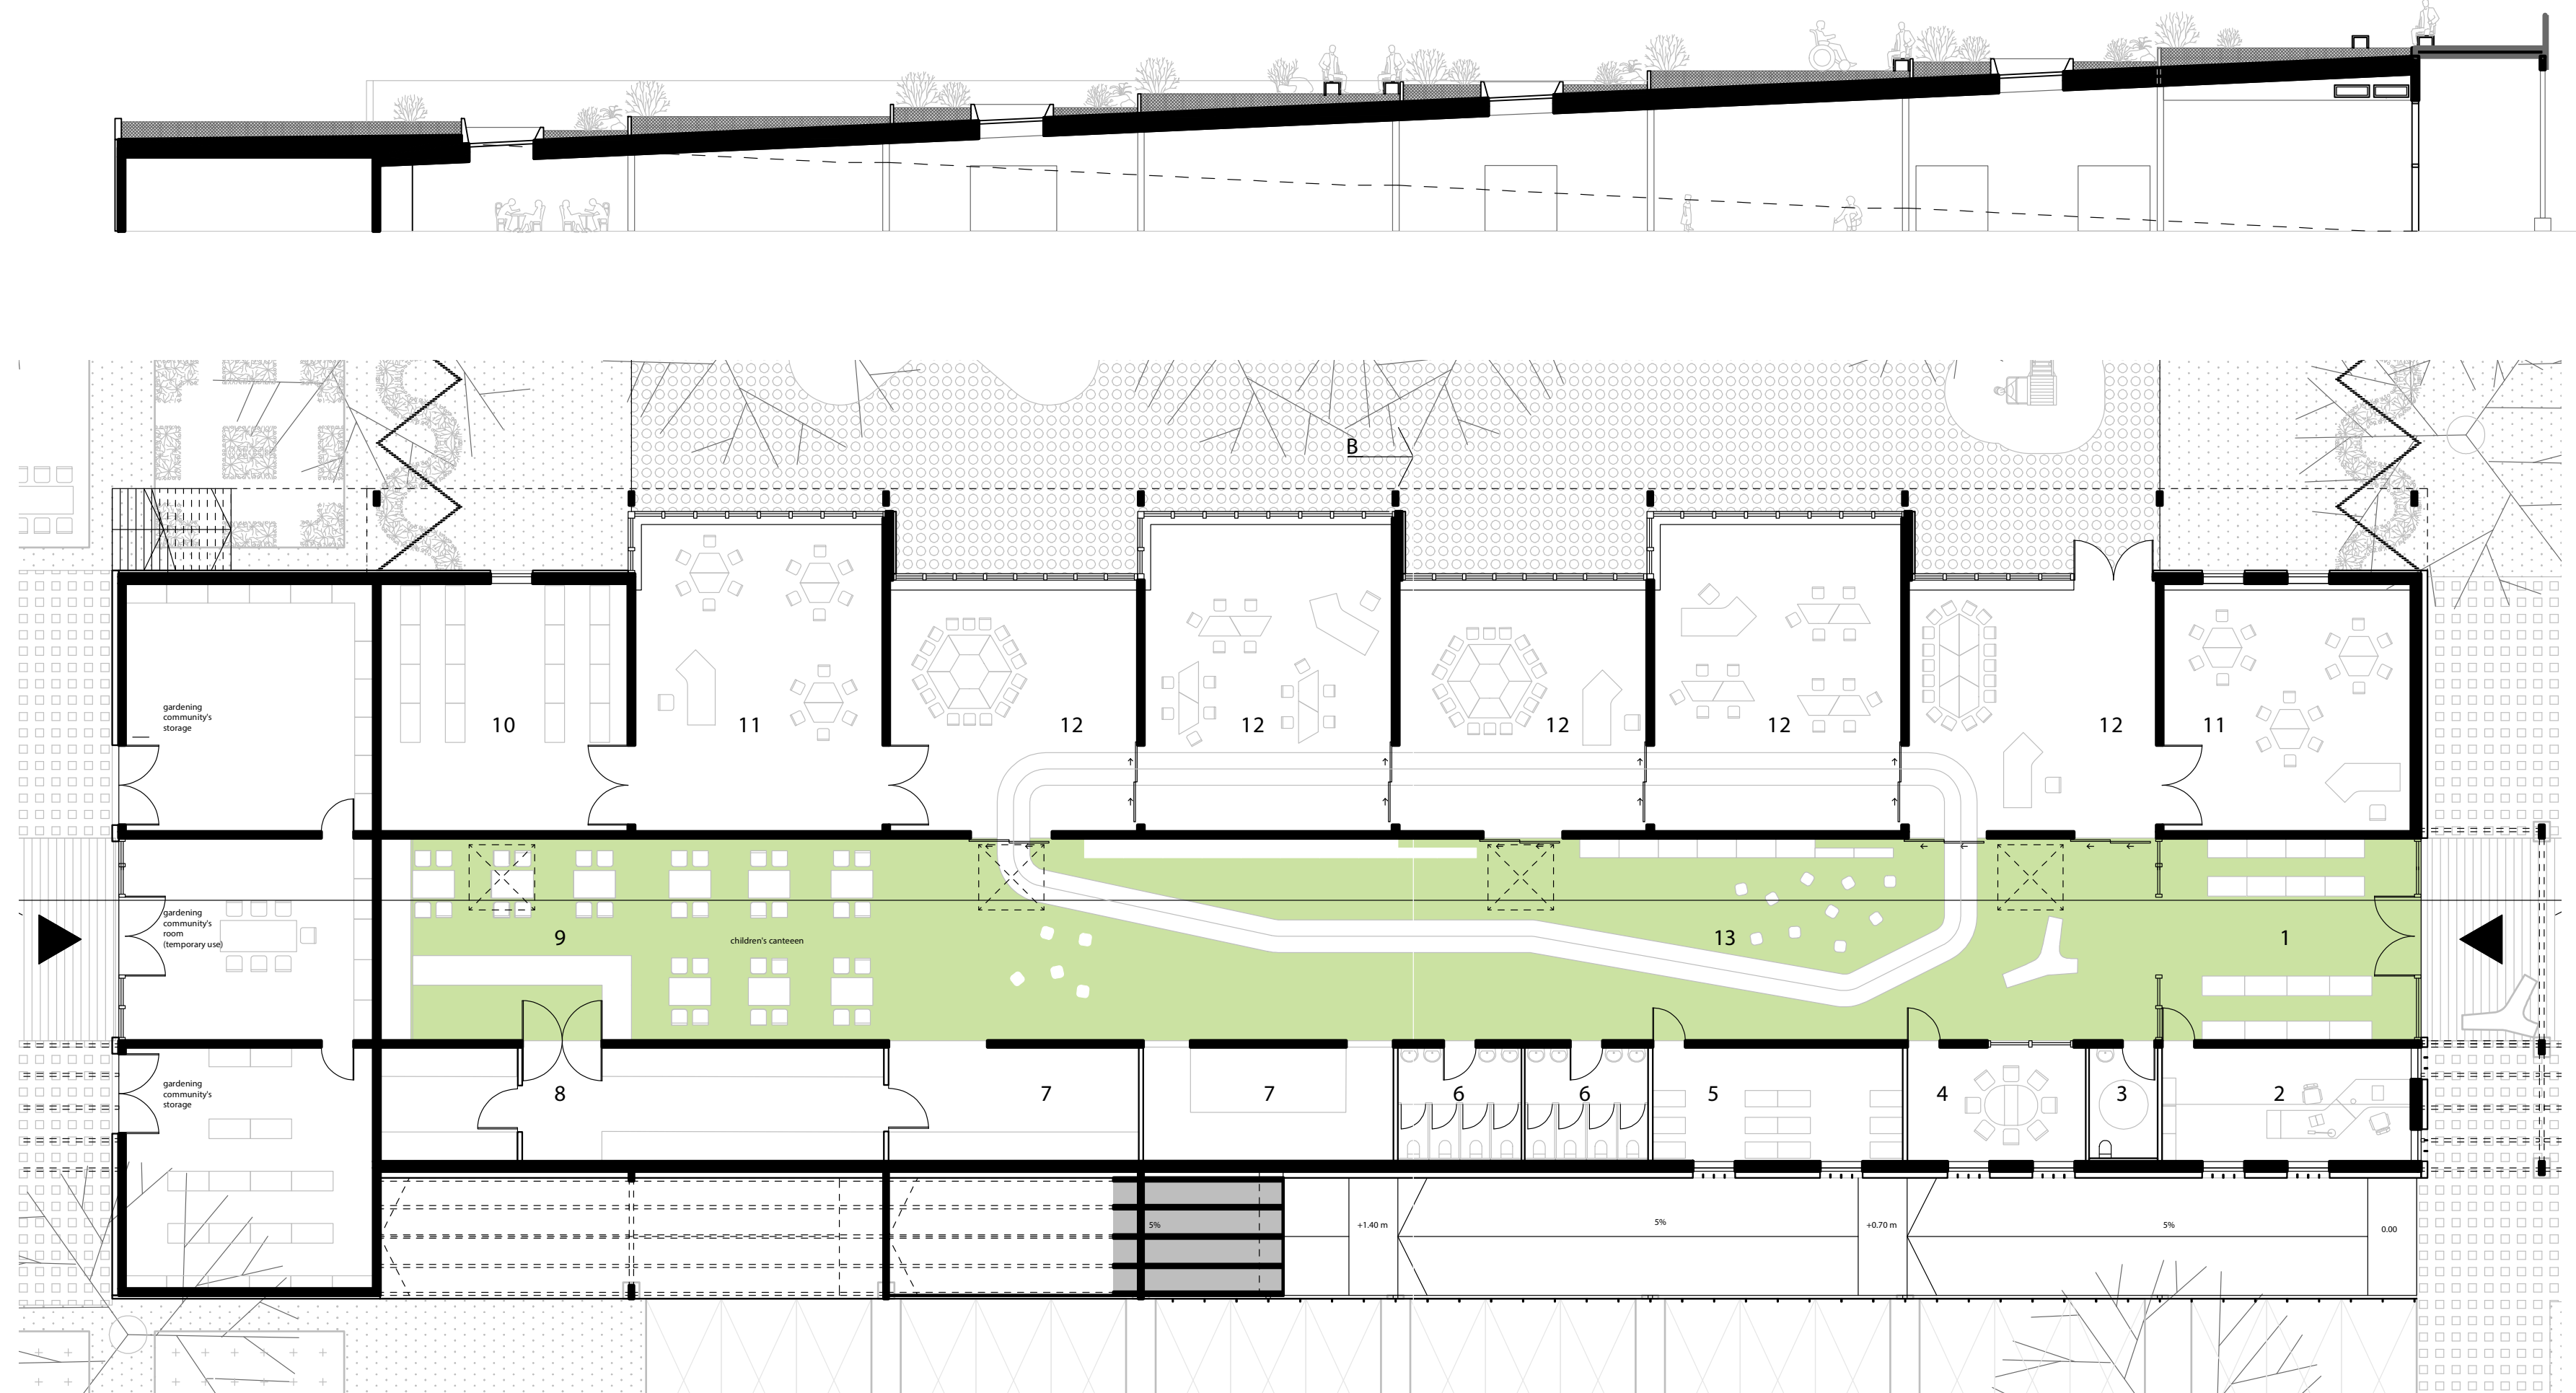 B
gardening
community's
storage
10
11
12
12
12
12
12
11
gardening
community's
room
(temporary use)
9
children's canteeen
13
1
gardening
community's
storage
8
7
7
6
6
5
4
3
2
5%
+1.40 m
5%
+0.70 m
5%
0.00